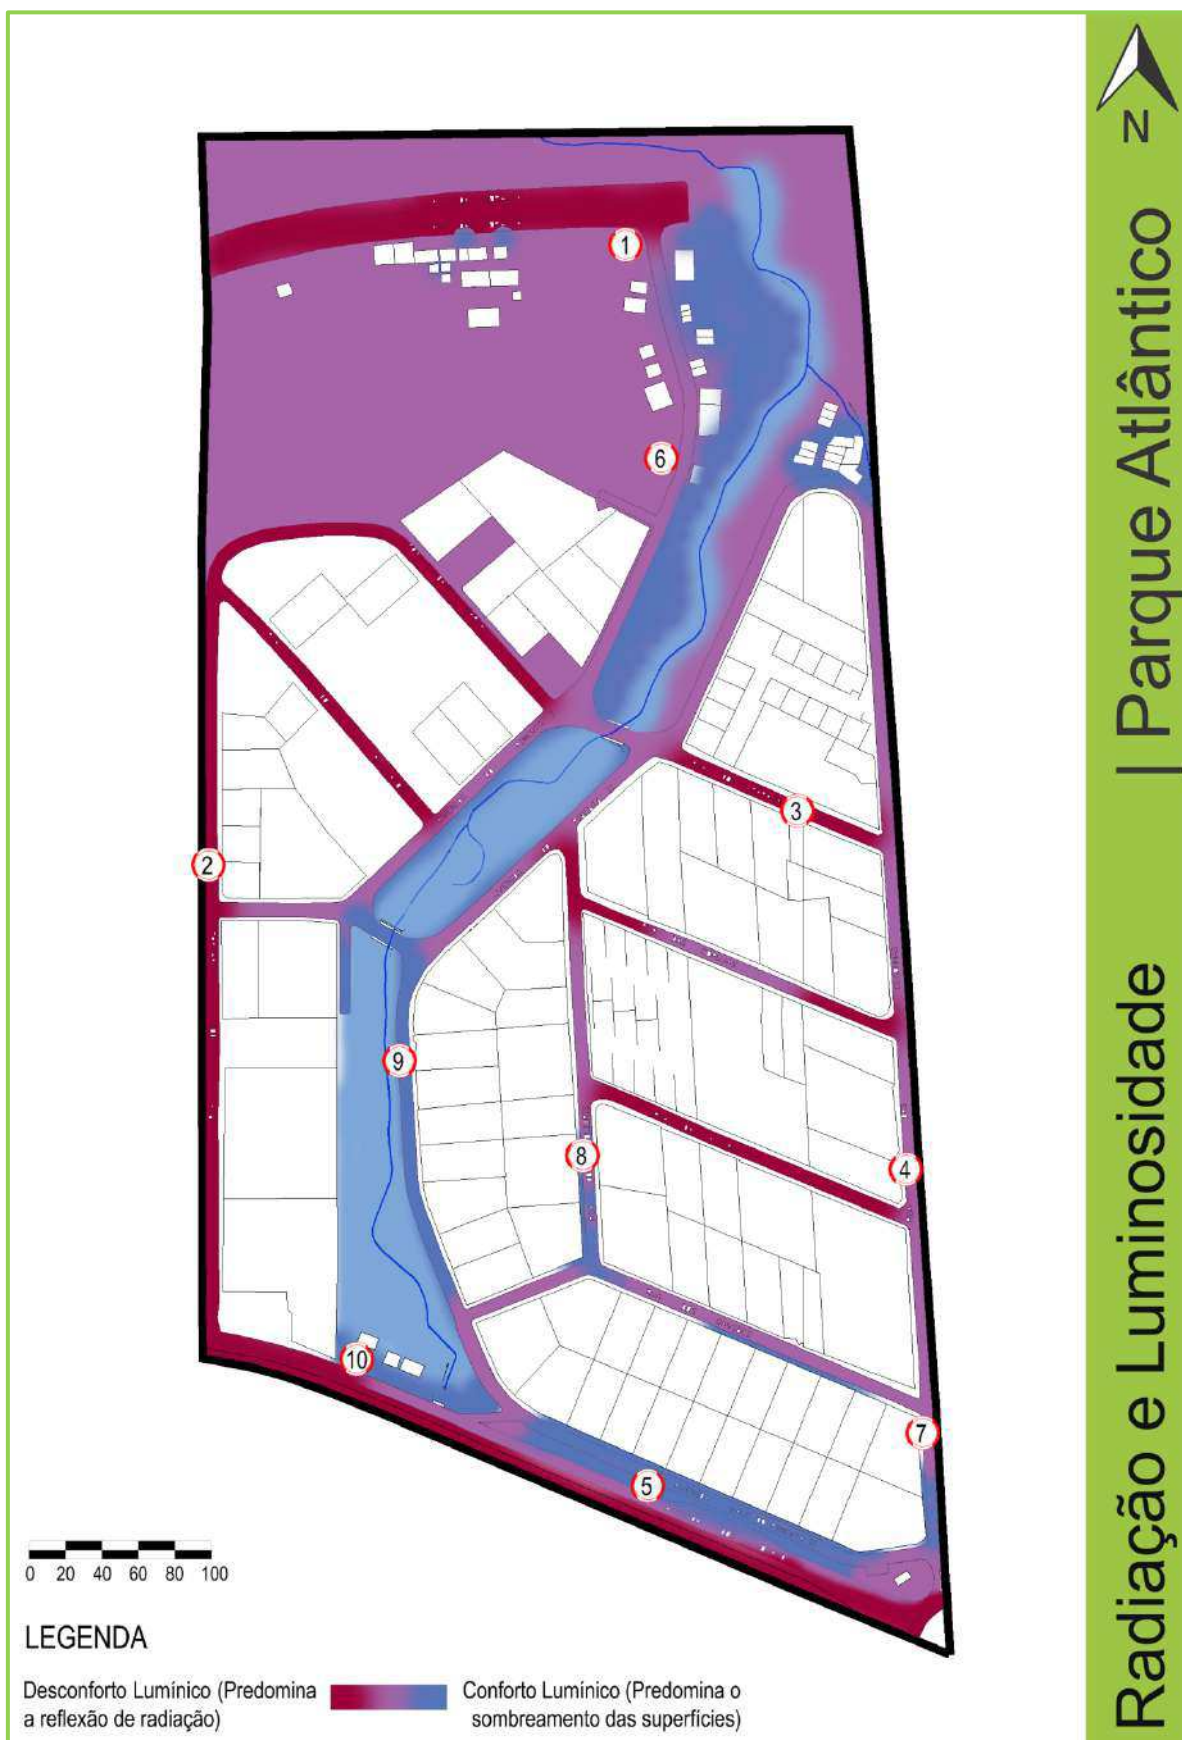 N
Radiação e Luminosidade | Parque Atlântico
1
6
3
2
9
8
4
10
7
5
0 20 40 60 80 100
LEGENDA
Desconforto Lumínico (Predomina
a reflexão de radiação)
Conforto Lumínico (Predomina o
sombreamento das superfícies)